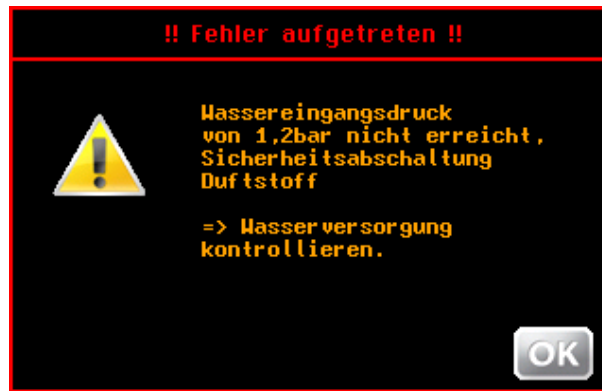 !! Fehler aufgetreten !!
Wassereingangsdruck
von 1,2bar nicht erreicht,
Sicherheitsabschaltung
Duftstoff
=> Wasserversorgung
kontrollieren.
OK